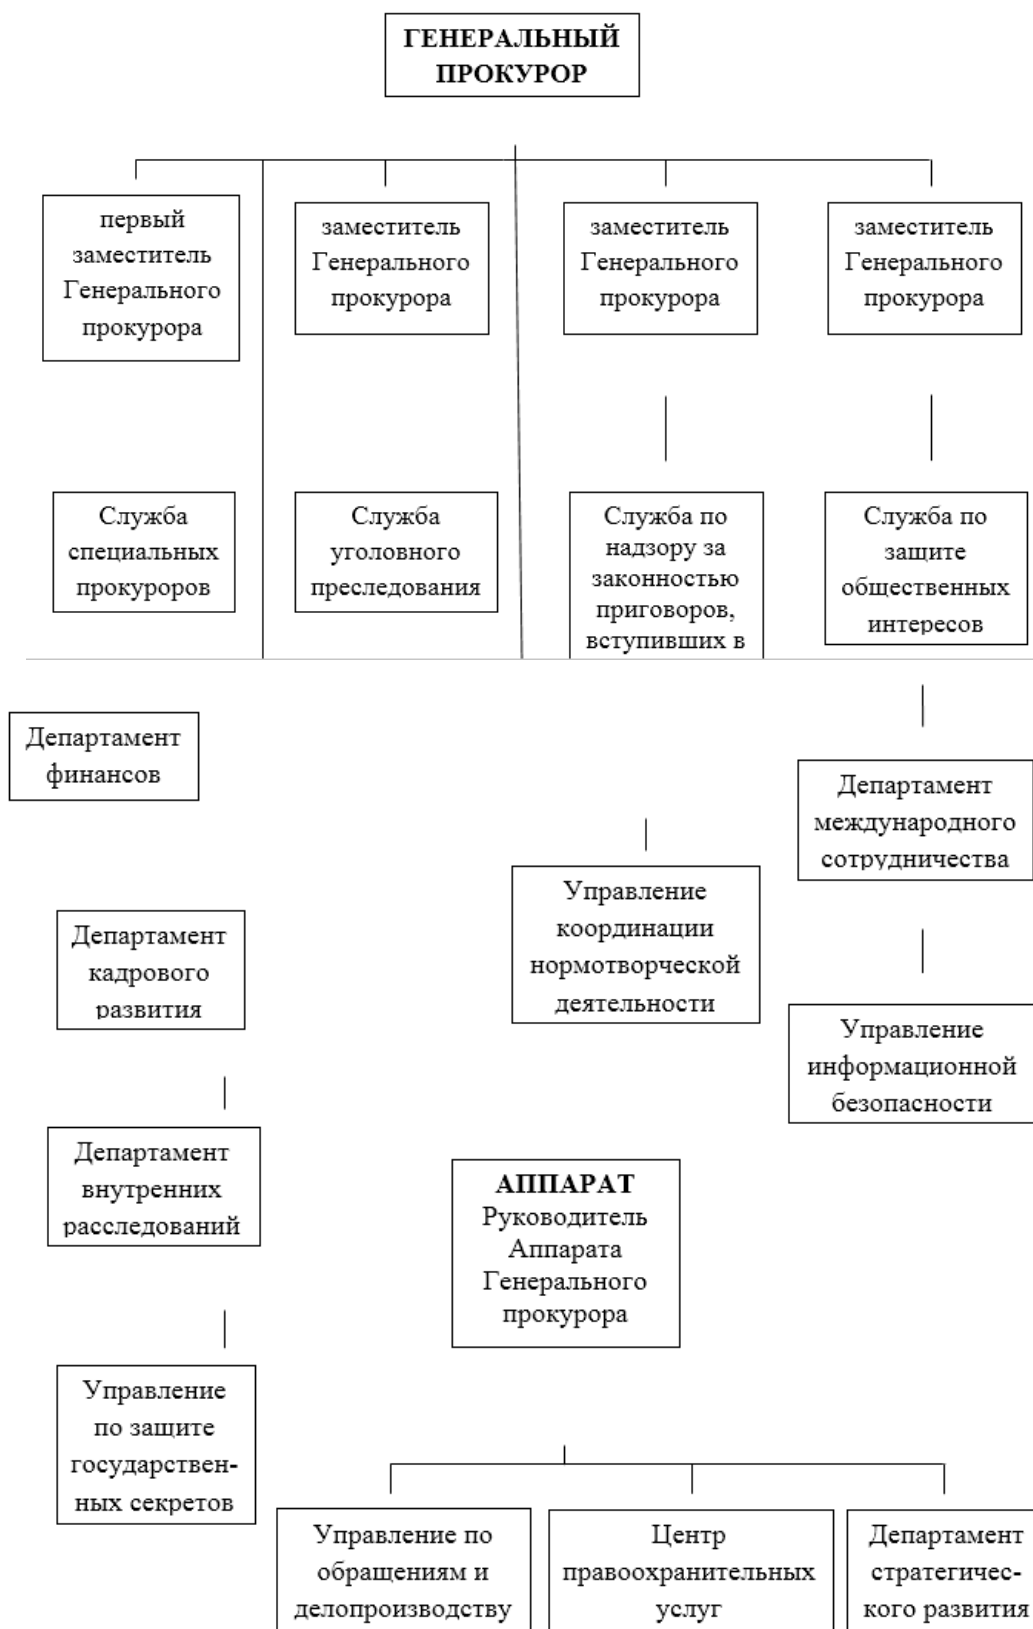 ГЕНЕРАЛЬНЫЙ
ПРОКУРОР
первый
заместитель
Генерального
прокурора
заместитель
Генерального
прокурора
заместитель
Генерального
прокурора
заместитель
Генерального
прокурора
Служба
специальных
прокуроров
Служба
уголовного
преследования
Служба по
надзору за
законностью
приговоров,
вступивших в
Служба по
защите
общественных
интересов
Департамент
финансов
Департамент
международного
сотрудничества
Управление
координации
нормотворческой
деятельности
Департамент
кадрового
развития
Управление
информационной
безопасности
Департамент
внутренних
расследований
АППАРАТ
Руководитель
Аппарата
Генерального
прокурора
Управление
по защите
государствен-
ных секретов
Управление по
обращениям и
делопроизводству
Центр
правоохранительных
услуг
Департамент
стратегичес-
кого развития